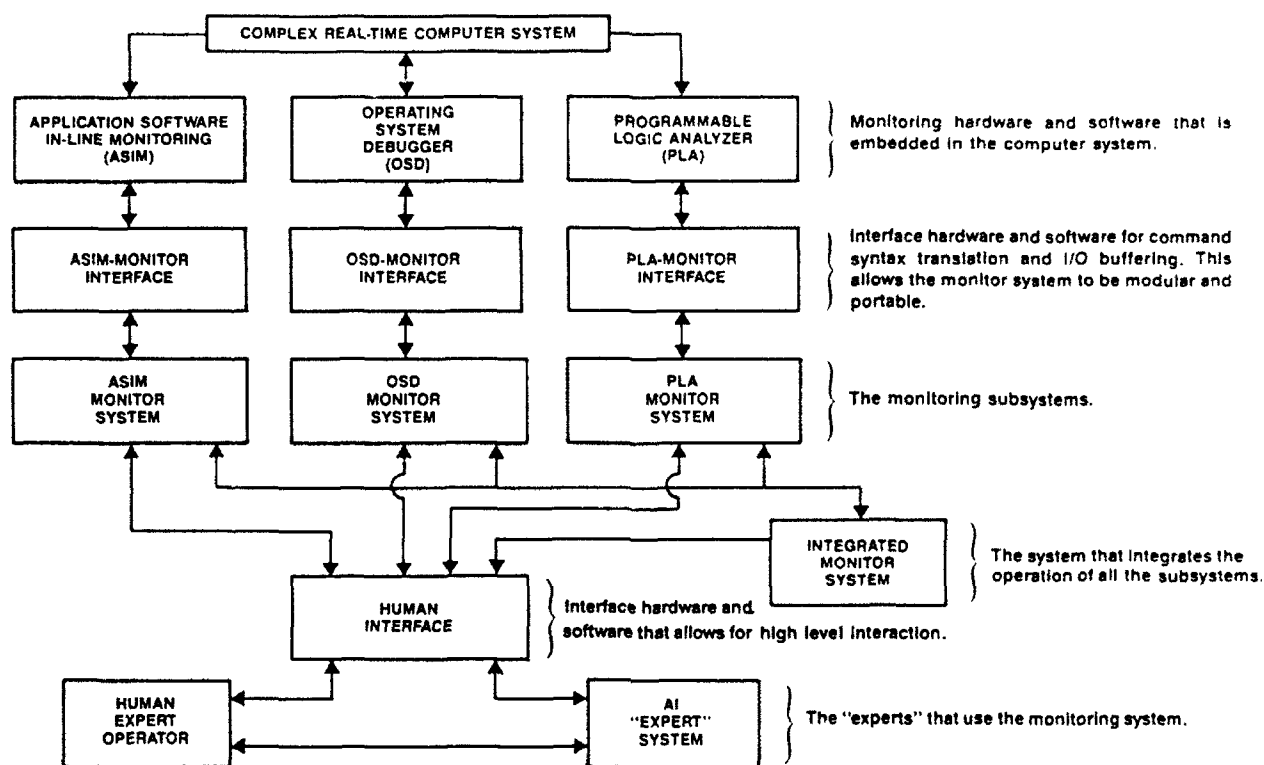 COMPLEX REAL-TIME COMPUTER SYSTEM
APPLICATION SOFTWARE
IN-LINE MONITORING
(ASIM)
OPERATING
SYSTEM
DEBUGGER
(OSD)
PROGRAMMABLE
LOGIC ANALYZER
(PLA)
Monitoring hardware and software that is
embedded in the computer system.
ASIM-MONITOR
INTERFACE
OSD-MONITOR
INTERFACE
PLA-MONITOR
INTERFACE
Interface hardware and software for command
syntax translation and I/O buffering. This
allows the monitor system to be modular and
portable.
ASIM
MONITOR
SYSTEM
OSD
MONITOR
SYSTEM
PLA
MONITOR
SYSTEM
The monitoring subsystems.
INTEGRATED
MONITOR
SYSTEM
The system that integrates the
operation of all the subsystems.
HUMAN
INTERFACE
Interface hardware and
software that allows for high level interaction.
HUMAN
EXPERT
OPERATOR
AI
"EXPERT"
SYSTEM
The "experts" that use the monitoring system.